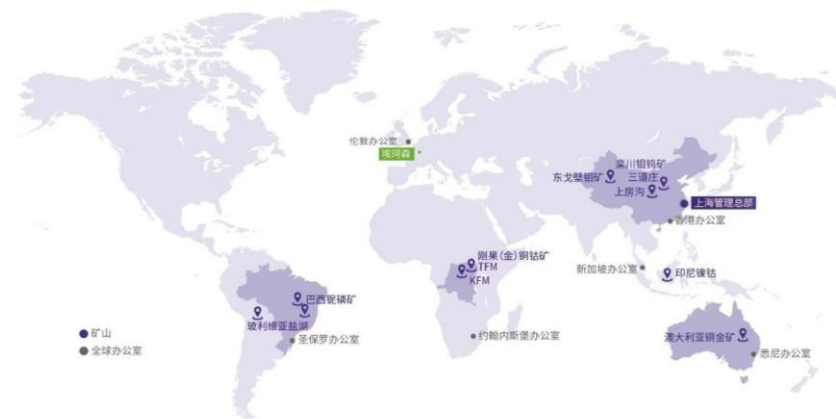 伦敦办公室
埃珂森
栾川钼钨矿
三道庄
东戈壁钼矿
上房沟
上海管理总部
香港办公室
刚果(金)铜钴矿
TFM
KFM
新加坡办公室
印尼镍钴
巴西铌磷矿
玻利维亚盐湖
圣保罗办公室
约翰内斯堡办公室
澳大利亚铜金矿
悉尼办公室
矿山
全球办公室